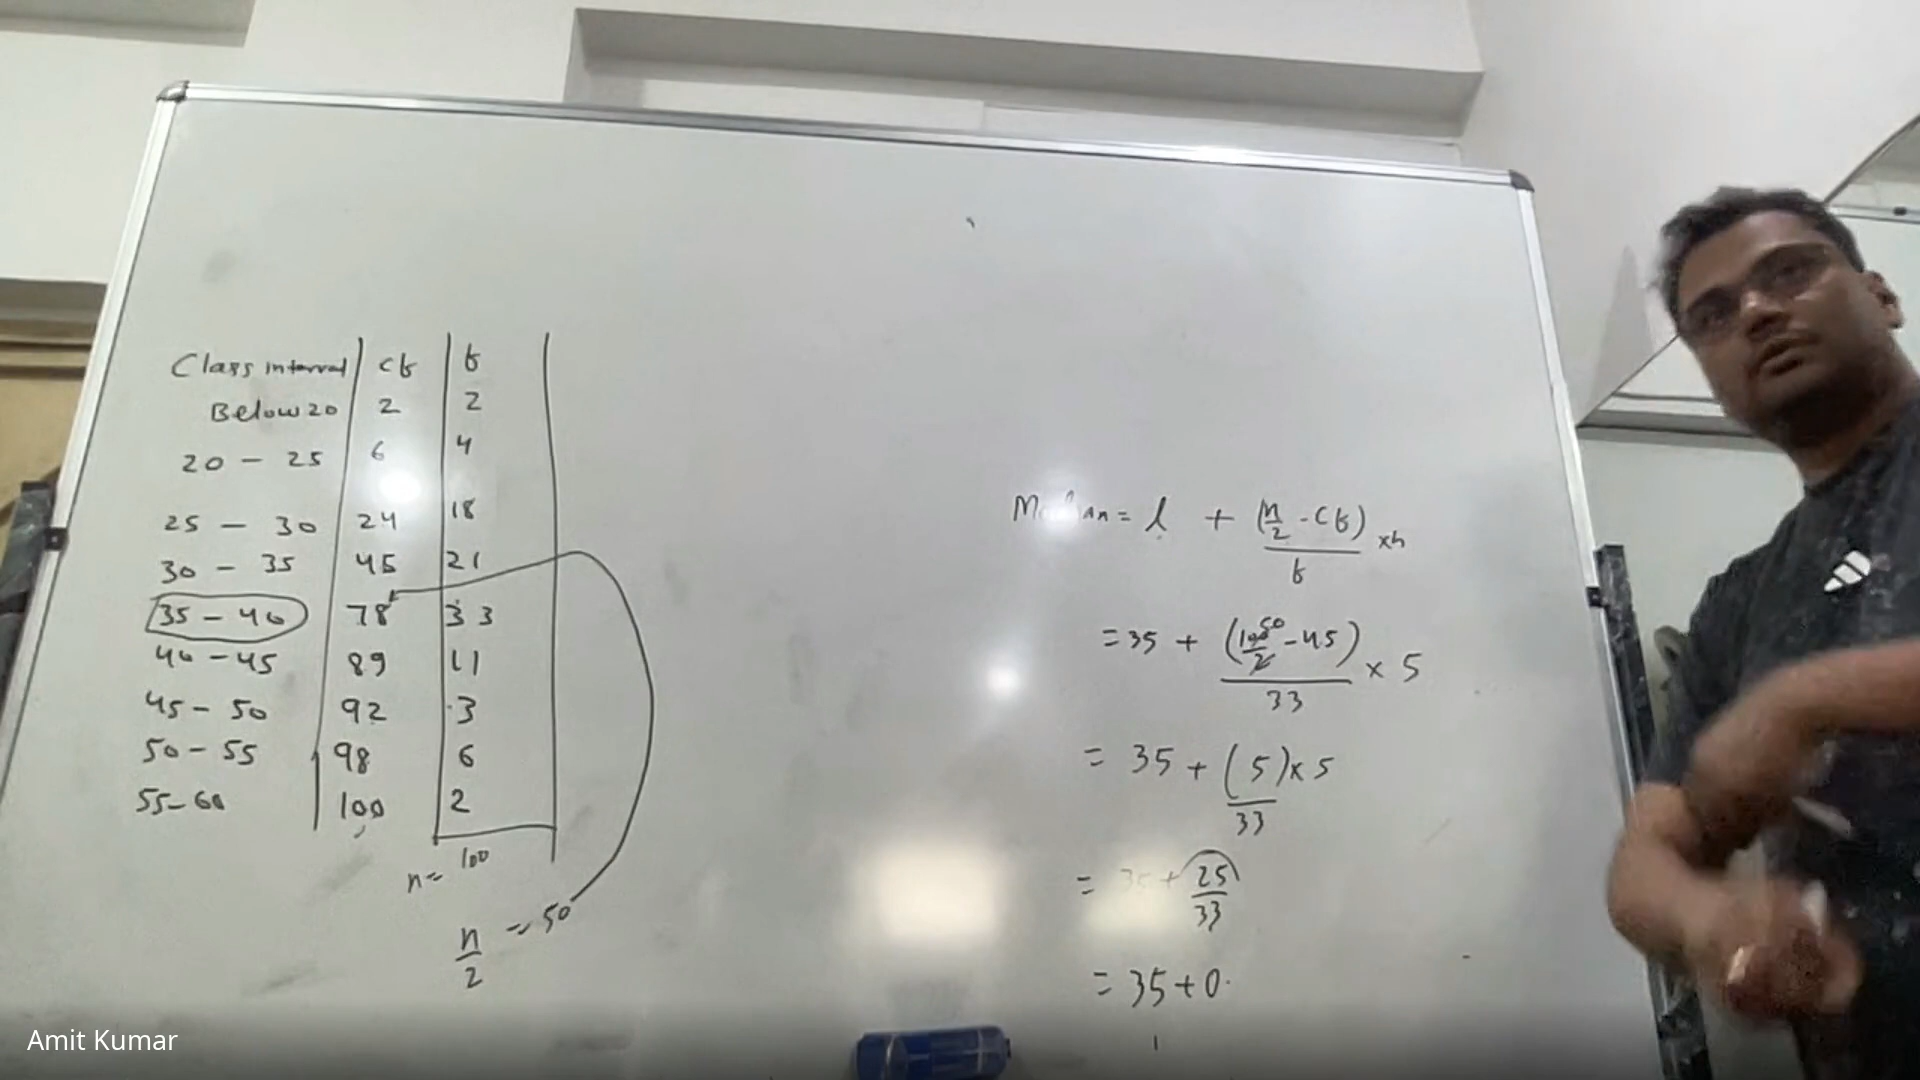 Class interval cf f
Below 20 2 2
20 - 25 6 4
25 - 30 24 18
30 - 35 45 21
35 - 40 78 33
40 - 45 89 11
45 - 50 92 3
50 - 55 98 6
55-60 100 2
n= 100
n/2 = 50
= l + (n/2 - cf)/f ×h
= 35 + (100/2 50 - 45)/33 × 5
= 35 + (5)/33 × 5
= 35 + 25/33
= 35 + 0.
Amit Kumar